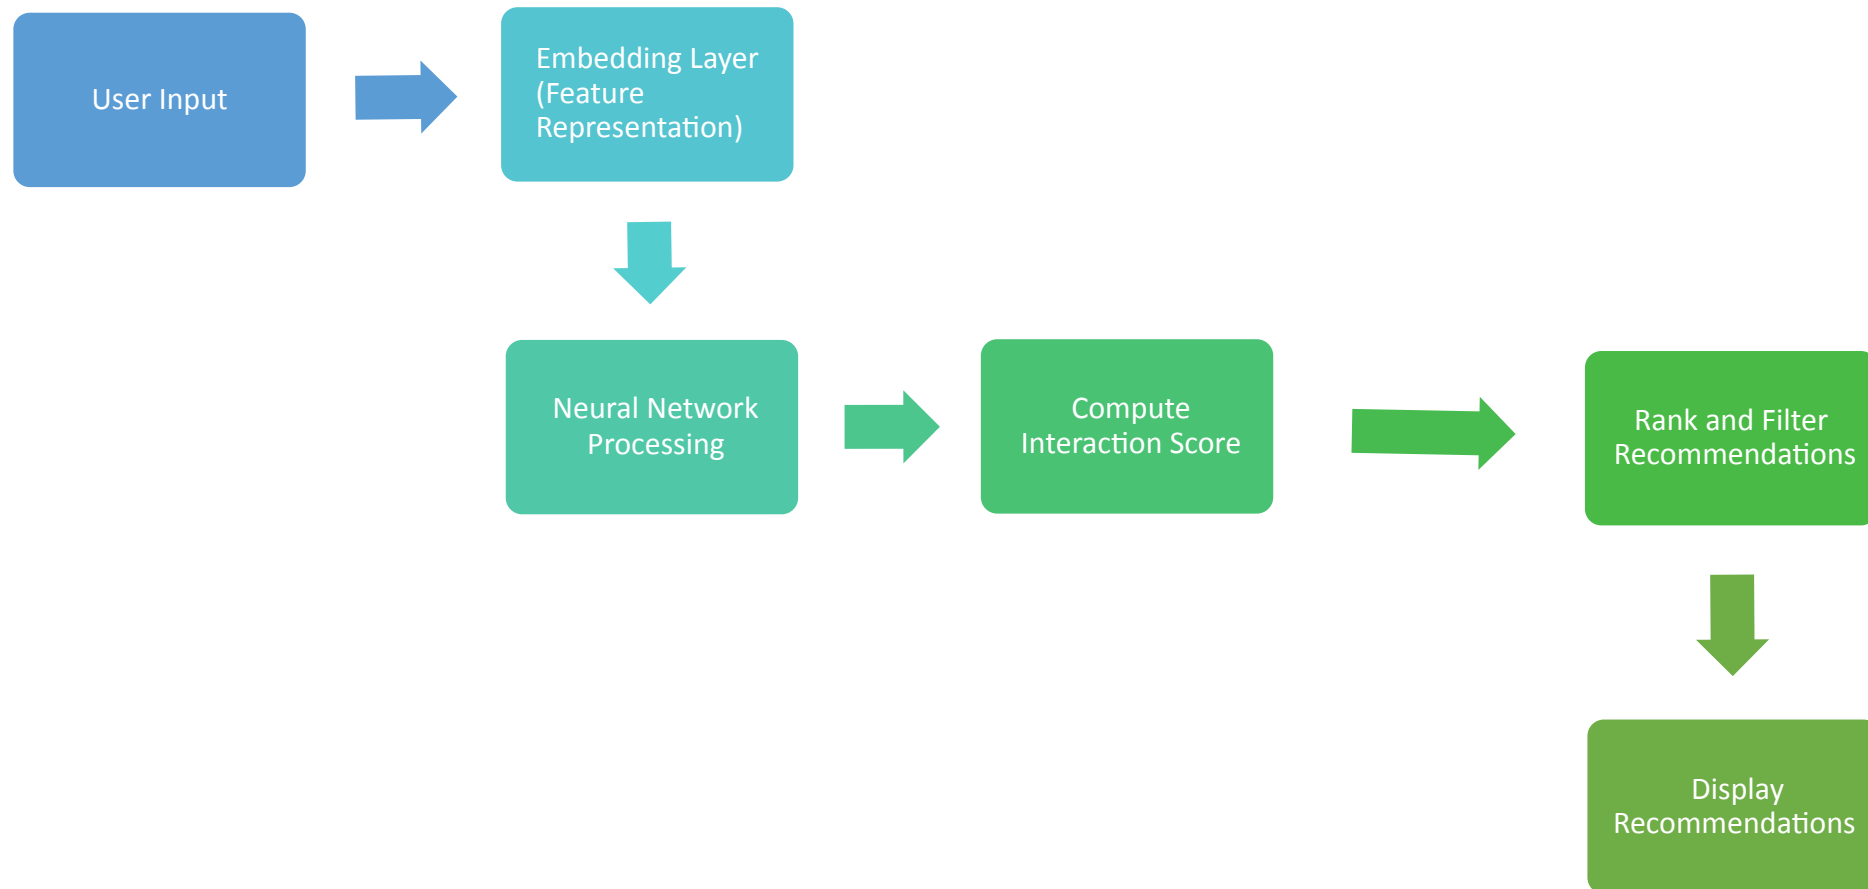 User Input
Embedding Layer
(Feature
Representation)
Neural Network
Processing
Compute
Interaction Score
Rank and Filter
Recommendations
Display
Recommendations